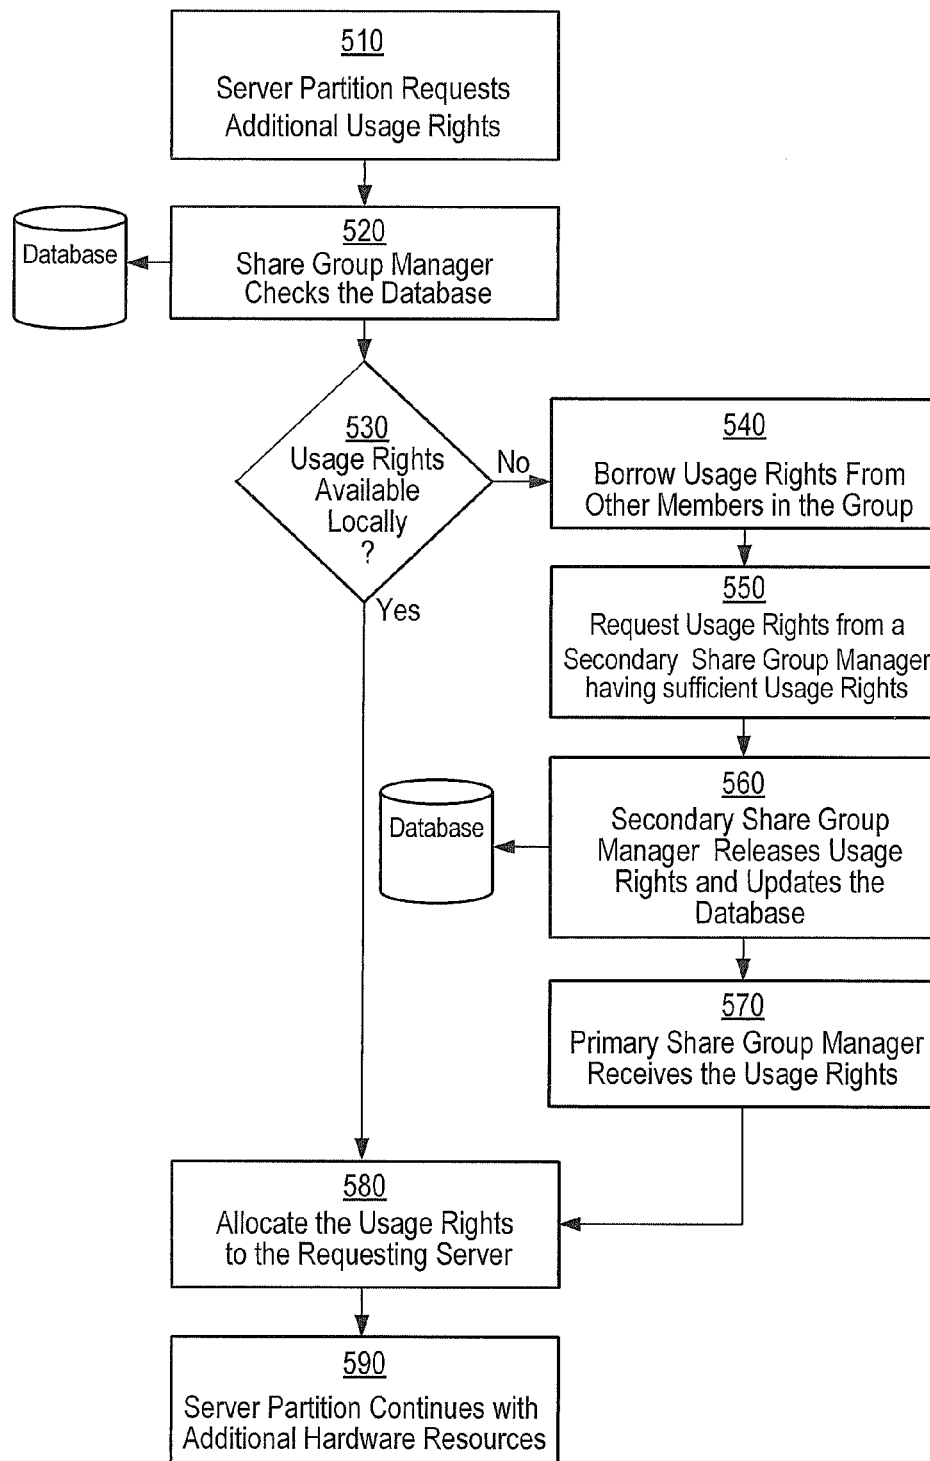 510
Server Partition Requests
Additional Usage Rights
Database
520
Share Group Manager
Checks the Database
530
Usage Rights
Available
Locally
?
No
Yes
540
Borrow Usage Rights From
Other Members in the Group
550
Request Usage Rights from a
Secondary Share Group Manager
having sufficient Usage Rights
Database
560
Secondary Share Group
Manager Releases Usage
Rights and Updates the
Database
570
Primary Share Group Manager
Receives the Usage Rights
580
Allocate the Usage Rights
to the Requesting Server
590
Server Partition Continues with
Additional Hardware Resources